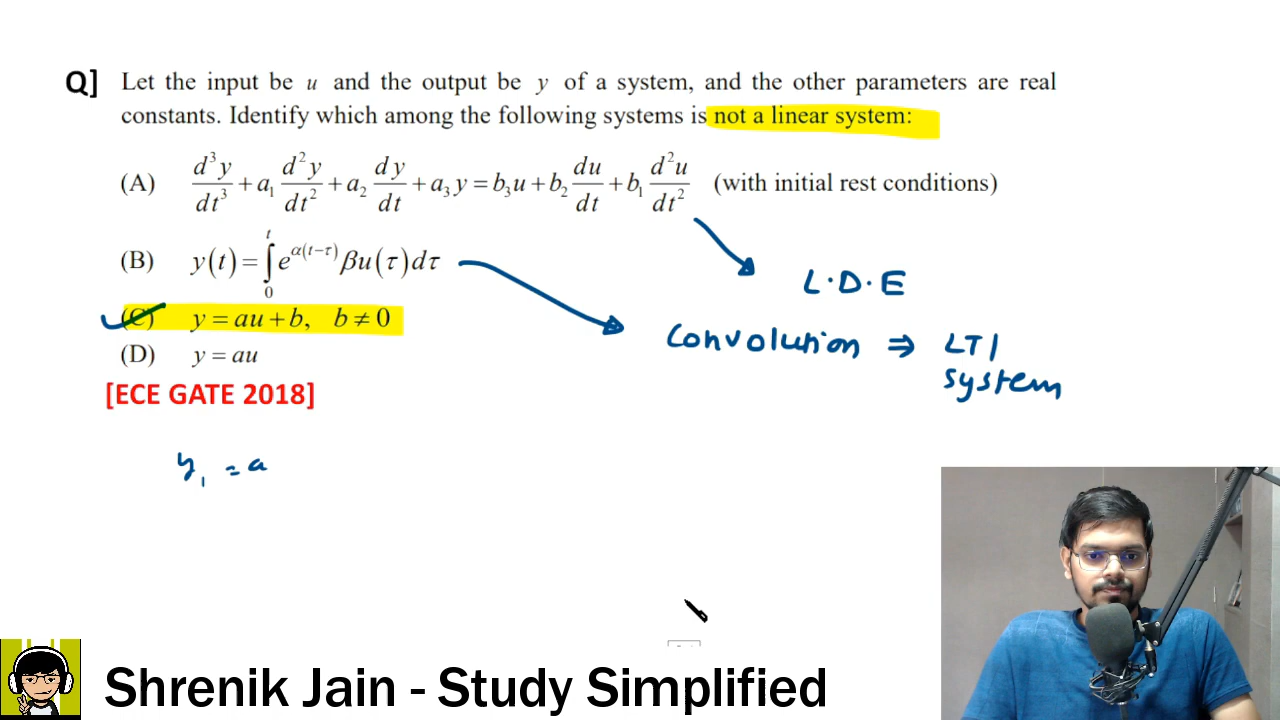 Q] Let the input be u and the output be y of a system, and the other parameters are real
constants. Identify which among the following systems is not a linear system:
(A) d³y/dt³ + a₁ d²y/dt² + a₂ dy/dt + a₃y = b₃u + b₂ du/dt + b₁ d²u/dt² (with initial rest conditions)
(B) y(t) = ∫₀ᵗ e^{α(t−τ)} βu(τ)dτ
L.D.E
(C) y = au + b, b ≠ 0
Convolution ⇒ LTI
system
(D) y = au
[ECE GATE 2018]
y₁ = a
Shrenik Jain - Study Simplified